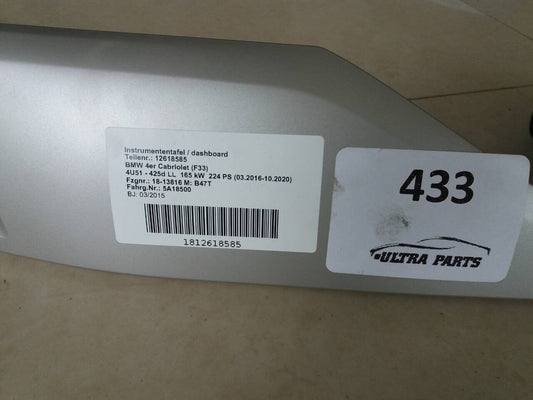 Instrumententafel / dashboard
Teilenr.: 12618585
BMW 4er Cabriolet (F33)
4U51 - 425d LL 165 kW 224 PS (03.2016-10.2020)
Fzgnr.: 18-13816 M: B47T
Fahrg.Nr.: 5A18500
BJ: 03/2015
1812618585
433
ULTRA PARTS